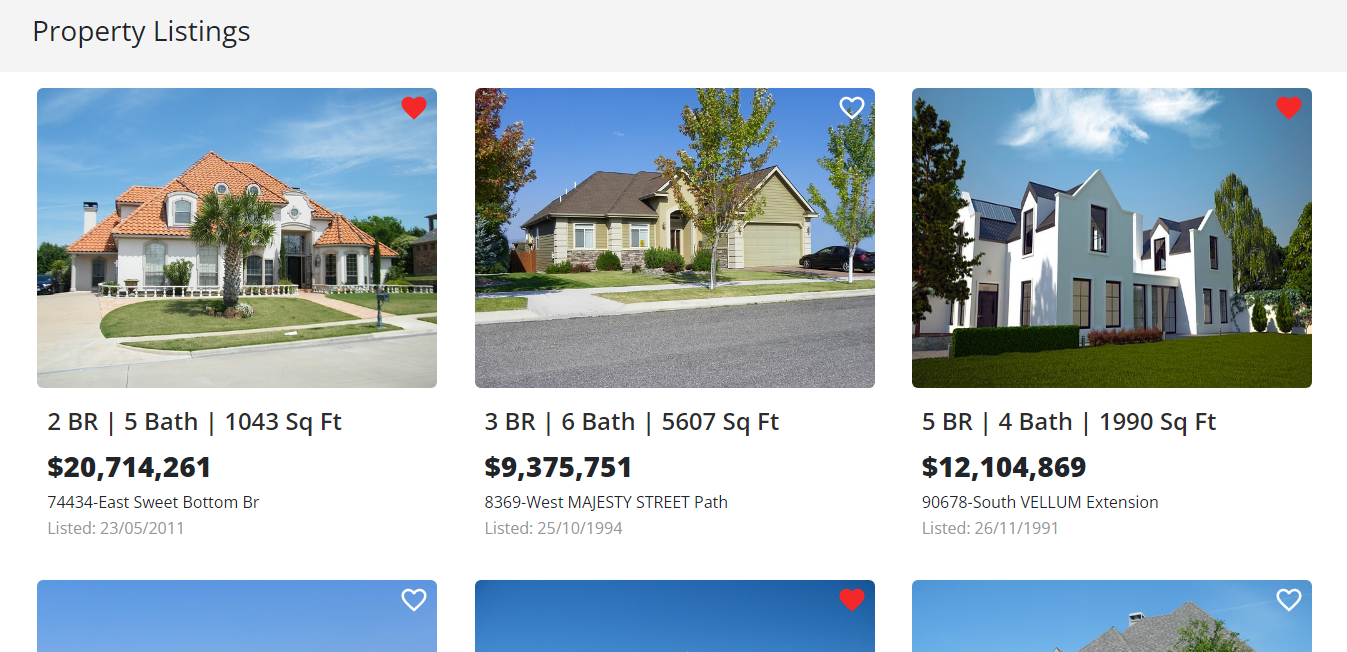 Property Listings
2 BR | 5 Bath | 1043 Sq Ft
$20,714,261
74434-East Sweet Bottom Br
Listed: 23/05/2011
3 BR | 6 Bath | 5607 Sq Ft
$9,375,751
8369-West MAJESTY STREET Path
Listed: 25/10/1994
5 BR | 4 Bath | 1990 Sq Ft
$12,104,869
90678-South VELLUM Extension
Listed: 26/11/1991